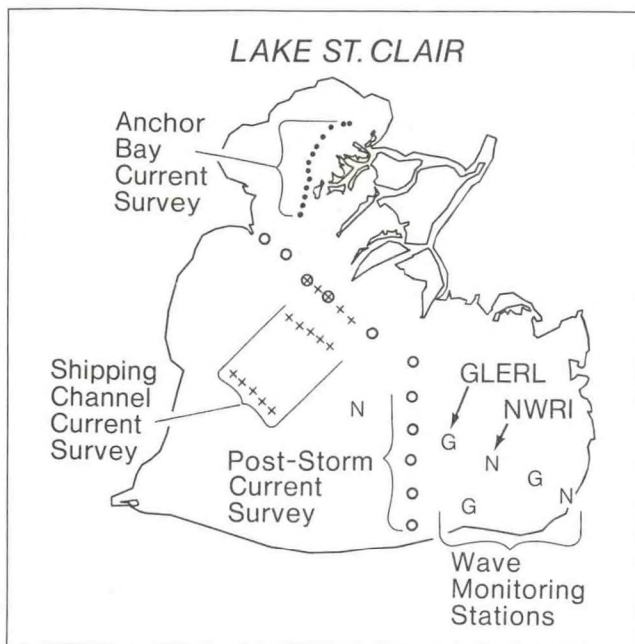 LAKE ST. CLAIR
Anchor
Bay
Current
Survey
Shipping
Channel
Current
Survey
GLERL
NWRI
N
G
N
G
N
G
Post-Storm
Current
Survey
Wave
Monitoring
Stations